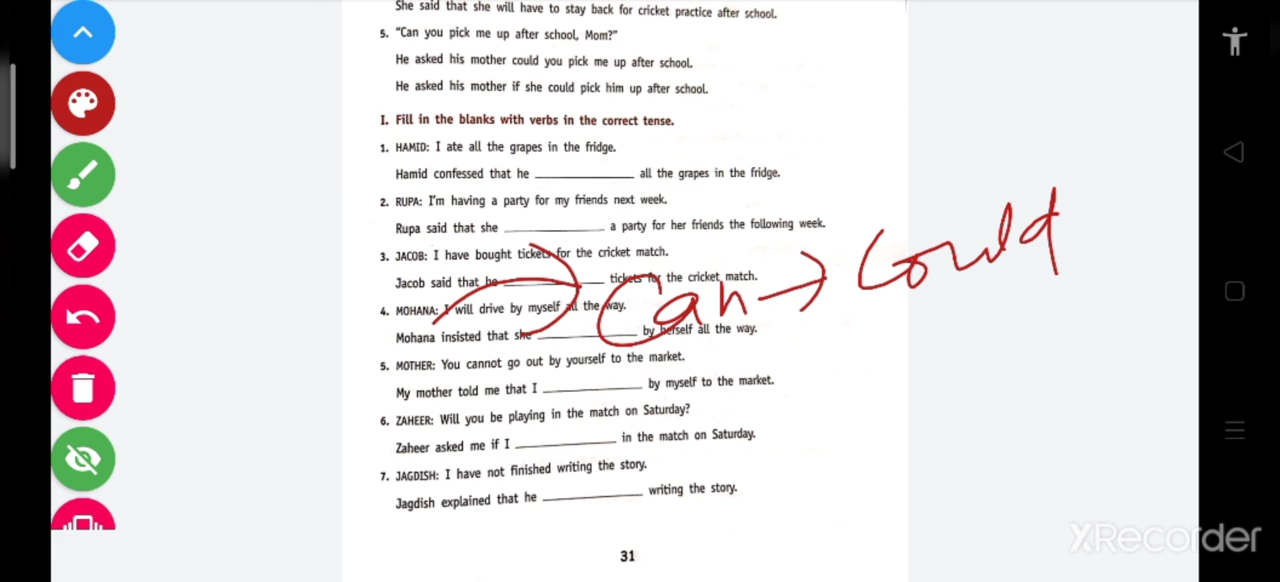 She said that she will have to stay back for cricket practice after school.
5. “Can you pick me up after school, Mom?”
He asked his mother could you pick me up after school.
He asked his mother if she could pick him up after school.
I. Fill in the blanks with verbs in the correct tense.
1. HAMID: I ate all the grapes in the fridge.
Hamid confessed that he ____________ all the grapes in the fridge.
2. RUPA: I'm having a party for my friends next week.
Rupa said that she ____________ a party for her friends the following week.
3. JACOB: I have bought tickets for the cricket match.
Jacob said that he ____________ tickets for the cricket match.
4. MOHANA: I will drive by myself all the way.
Mohana insisted that she ____________ by herself all the way.
Can → Could
5. MOTHER: You cannot go out by yourself to the market.
My mother told me that I ____________ by myself to the market.
6. ZAHEER: Will you be playing in the match on Saturday?
Zaheer asked me if I ____________ in the match on Saturday.
7. JAGDISH: I have not finished writing the story.
Jagdish explained that he ____________ writing the story.
31
XRecorder